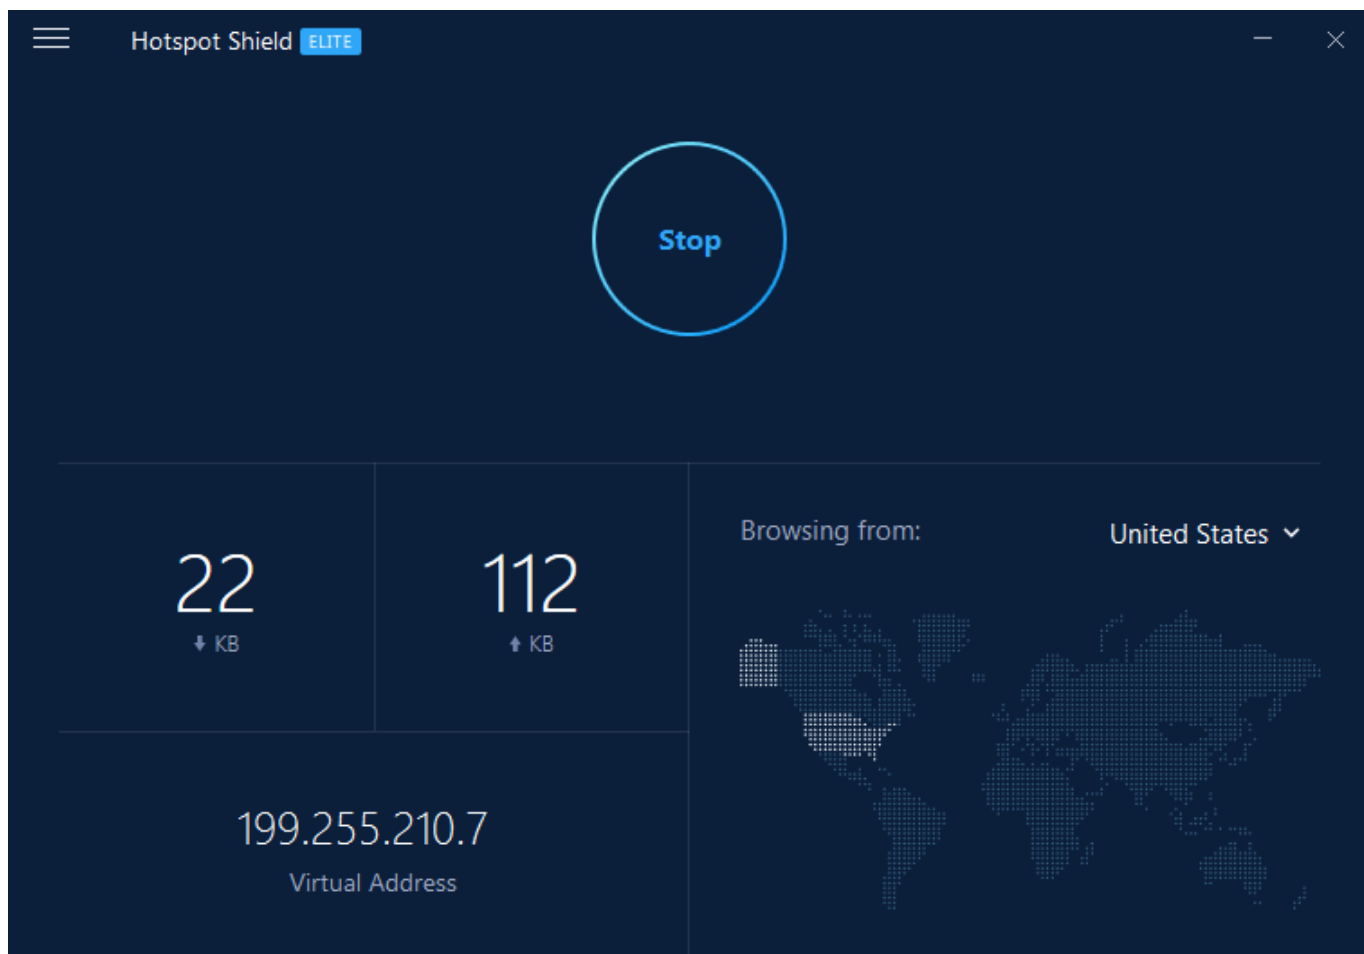 Hotspot Shield ELITE
Stop
22
KB
112
KB
Browsing from:
United States
199.255.210.7
Virtual Address